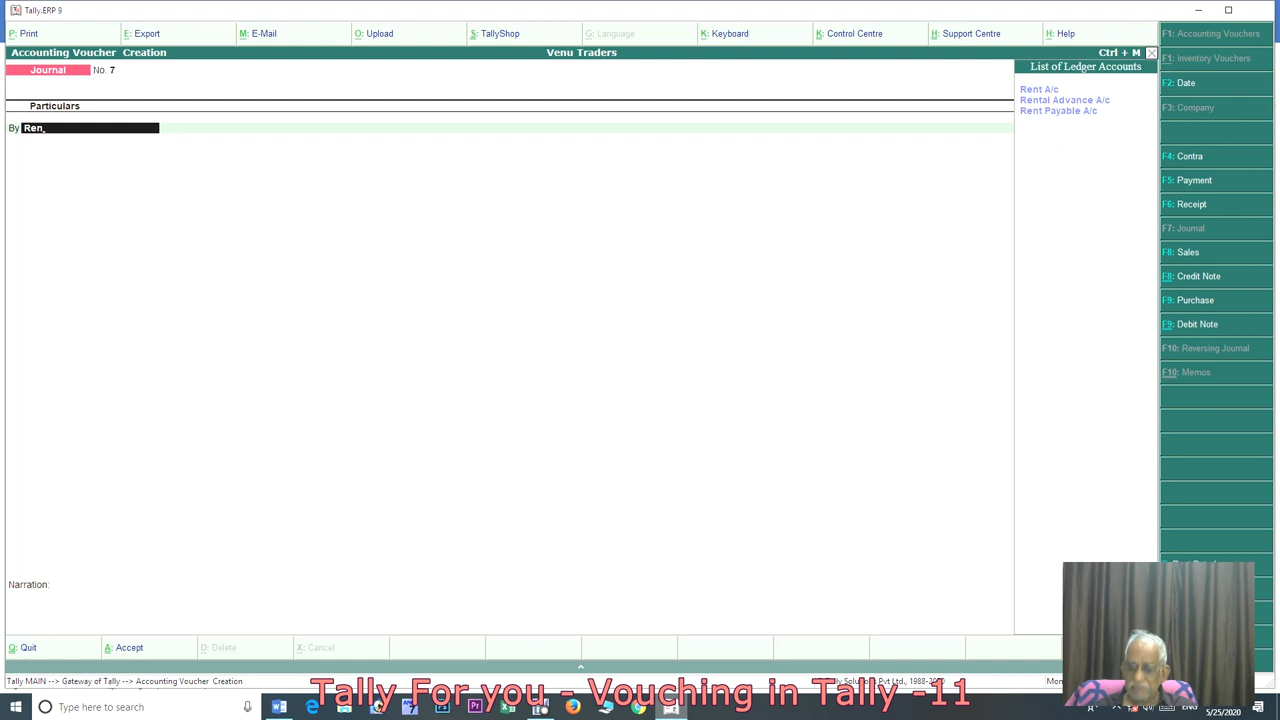 Tally.ERP 9
P: Print E: Export M: E-Mail O: Upload S: TallyShop G: Language K: Keyboard K: Control Centre H: Support Centre H: Help
F1: Accounting Vouchers
Accounting Voucher Creation Venu Traders Ctrl + M
F1: Inventory Vouchers
Journal No. 7
List of Ledger Accounts
F2: Date
Rent A/c
Rental Advance A/c
Rent Payable A/c
Particulars
F3: Company
By Ren
F4: Contra
F5: Payment
F6: Receipt
F7: Journal
F8: Sales
F8: Credit Note
F9: Purchase
F9: Debit Note
F10: Reversing Journal
F10: Memos
Narration:
Q: Quit A: Accept D: Delete X: Cancel
Tally MAIN --> Gateway of Tally --> Accounting Voucher Creation
Tally For you - Vouching in Tally -11
Type here to search
ENG
5/25/2020